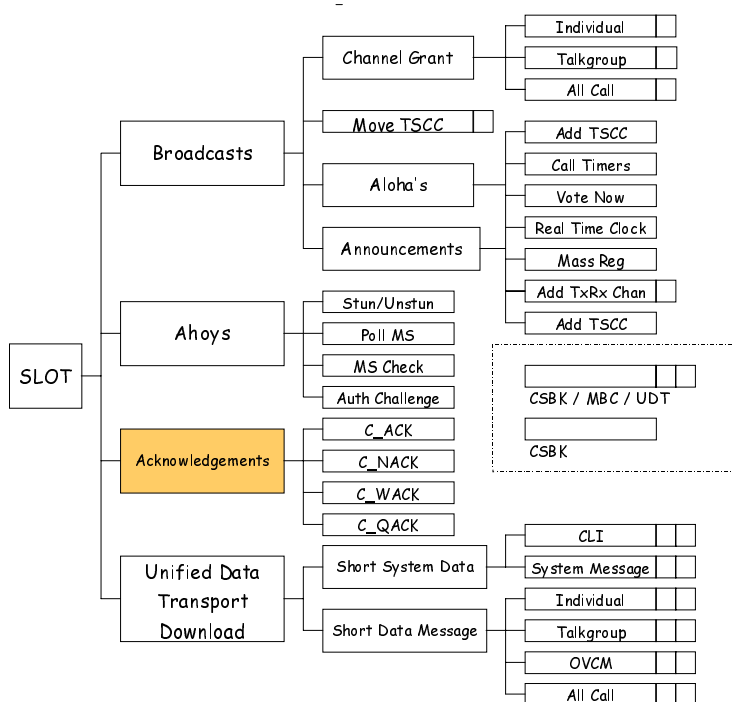 Individual
Channel Grant
Talkgroup
All Call
Move TSCC
Broadcasts
Add TSCC
Call Timers
Aloha's
Vote Now
Real Time Clock
Announcements
Mass Reg
Add TxRx Chan
Add TSCC
Stun/Unstun
Ahoys
Poll MS
MS Check
Auth Challenge
SLOT
CSBK / MBC / UDT
CSBK
C_ACK
Acknowledgements
C_NACK
C_WACK
C_QACK
Unified Data
Transport
Download
Short System Data
CLI
System Message
Short Data Message
Individual
Talkgroup
OVCM
All Call